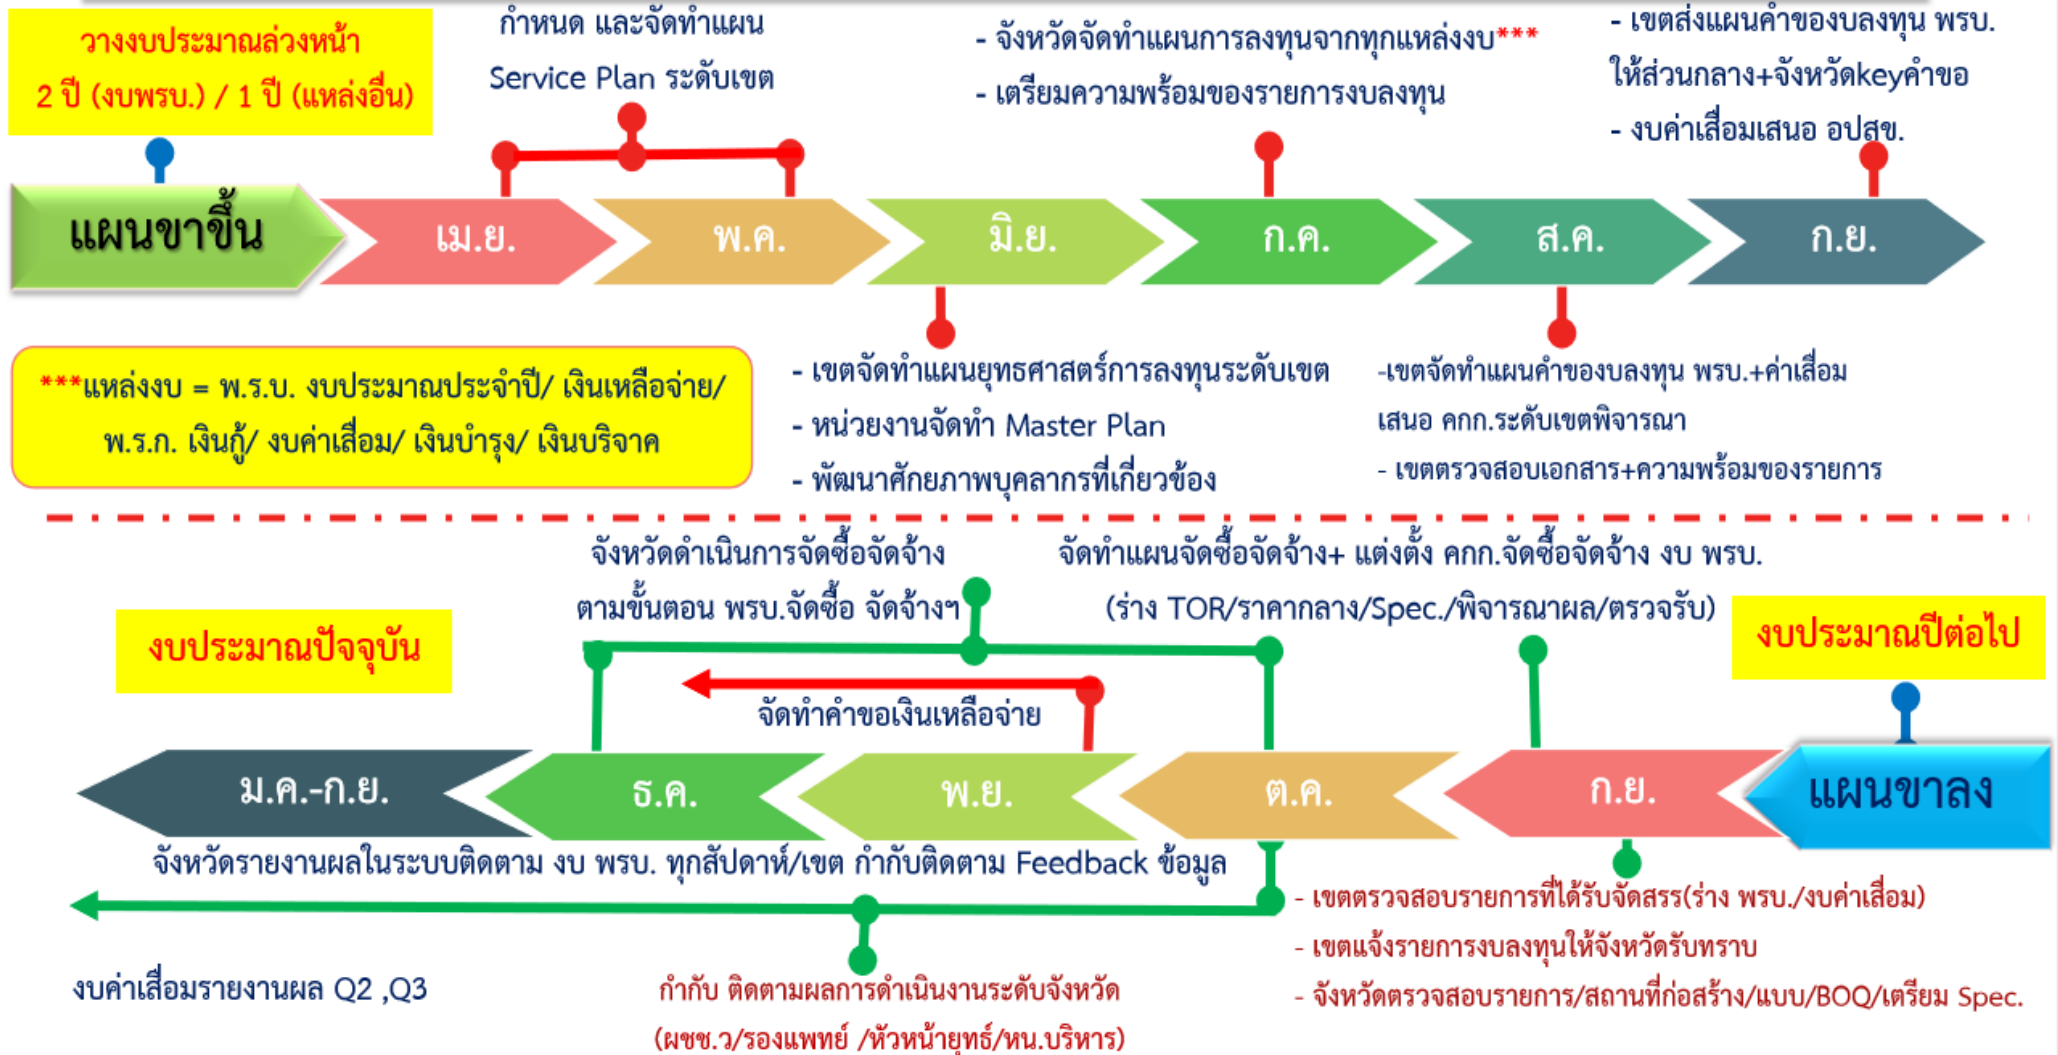 วางงบประมาณล่วงหน้า
2 ปี (งบพรบ.) / 1 ปี (แหล่งอื่น)
กำหนด และจัดทำแผน
Service Plan ระดับเขต
- จังหวัดจัดทำแผนการลงทุนจากทุกแหล่งงบ***
- เตรียมความพร้อมของรายการงบลงทุน
- เขตส่งแผนคำของบลงทุน พรบ.
ให้ส่วนกลาง+จังหวัดkeyคำขอ
- งบค่าเสื่อมเสนอ อปสข.
แผนขาขึ้น
เม.ย.
พ.ค.
มิ.ย.
ก.ค.
ส.ค.
ก.ย.
***แหล่งงบ = พ.ร.บ. งบประมาณประจำปี/ เงินเหลือจ่าย/
พ.ร.ก. เงินกู้/ งบค่าเสื่อม/ เงินบำรุง/ เงินบริจาค
- เขตจัดทำแผนยุทธศาสตร์การลงทุนระดับเขต
- หน่วยงานจัดทำ Master Plan
- พัฒนาศักยภาพบุคลากรที่เกี่ยวข้อง
-เขตจัดทำแผนคำของบลงทุน พรบ.+ค่าเสื่อม
เสนอ คกก.ระดับเขตพิจารณา
- เขตตรวจสอบเอกสาร+ความพร้อมของรายการ
จังหวัดดำเนินการจัดซื้อจัดจ้าง
ตามขั้นตอน พรบ.จัดซื้อ จัดจ้างฯ
จัดทำแผนจัดซื้อจัดจ้าง+ แต่งตั้ง คกก.จัดซื้อจัดจ้าง งบ พรบ.
(ร่าง TOR/ราคากลาง/Spec./พิจารณาผล/ตรวจรับ)
งบประมาณปัจจุบัน
งบประมาณปีต่อไป
จัดทำคำขอเงินเหลือจ่าย
ม.ค.-ก.ย.
ธ.ค.
พ.ย.
ต.ค.
ก.ย.
แผนขาลง
จังหวัดรายงานผลในระบบติดตาม งบ พรบ. ทุกสัปดาห์/เขต กำกับติดตาม Feedback ข้อมูล
- เขตตรวจสอบรายการที่ได้รับจัดสรร(ร่าง พรบ./งบค่าเสื่อม)
- เขตแจ้งรายการงบลงทุนให้จังหวัดรับทราบ
- จังหวัดตรวจสอบรายการ/สถานที่ก่อสร้าง/แบบ/BOQ/เตรียม Spec.
งบค่าเสื่อมรายงานผล Q2 ,Q3
กำกับ ติดตามผลการดำเนินงานระดับจังหวัด
(ผชช.ว/รองแพทย์ /หัวหน้ายุทธ์/หน.บริหาร)